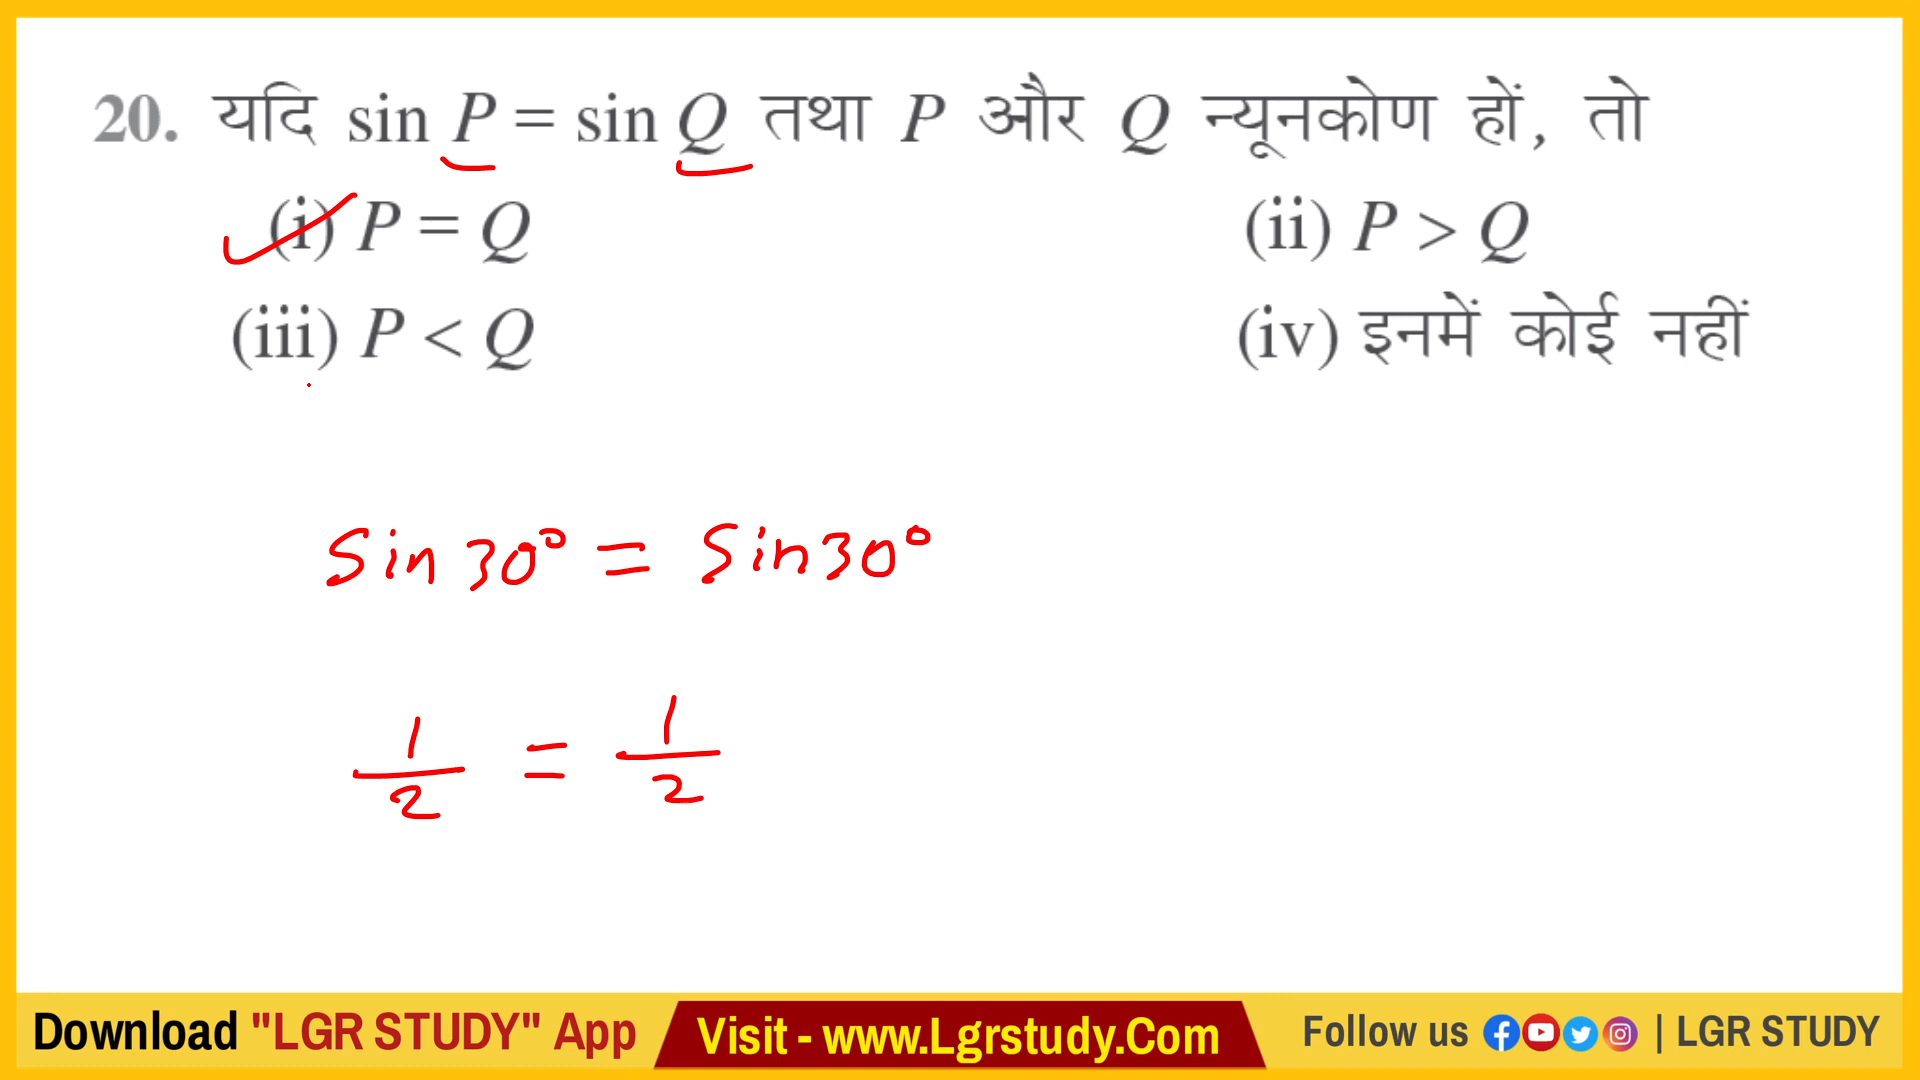 20. यदि sin P = sin Q तथा P और Q न्यूनकोण हों, तो
(i) P = Q (ii) P > Q
(iii) P < Q (iv) इनमें कोई नहीं
Sin 30° = Sin 30°
1/2 = 1/2
Download "LGR STUDY" App Visit - www.Lgrstudy.Com Follow us | LGR STUDY